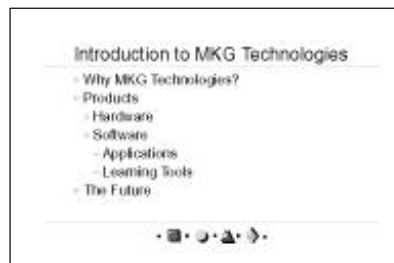 Introduction to MKG Technologies
Why MKG Technologies?
Products
Hardware
Software
Applications
Learning Tools
The Future